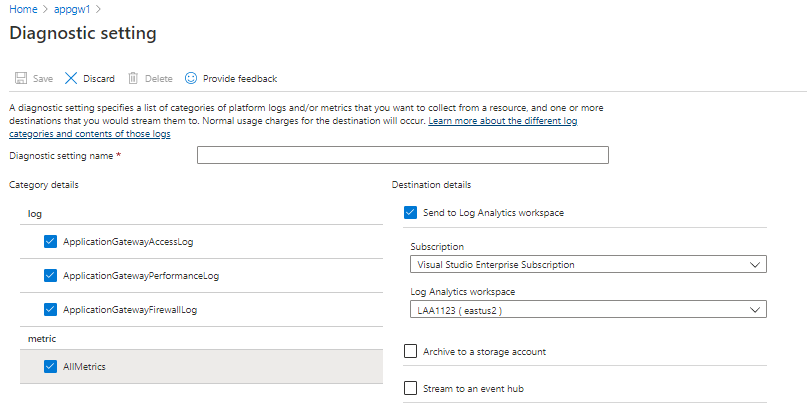 Home > appgw1 >
Diagnostic setting
Save Discard Delete Provide feedback
A diagnostic setting specifies a list of categories of platform logs and/or metrics that you want to collect from a resource, and one or more
destinations that you would stream them to. Normal usage charges for the destination will occur. Learn more about the different log
categories and contents of those logs
Diagnostic setting name *
Category details
log
ApplicationGatewayAccessLog
ApplicationGatewayPerformanceLog
ApplicationGatewayFirewallLog
metric
AllMetrics
Destination details
Send to Log Analytics workspace
Subscription
Visual Studio Enterprise Subscription
Log Analytics workspace
LAA1123 ( eastus2 )
Archive to a storage account
Stream to an event hub